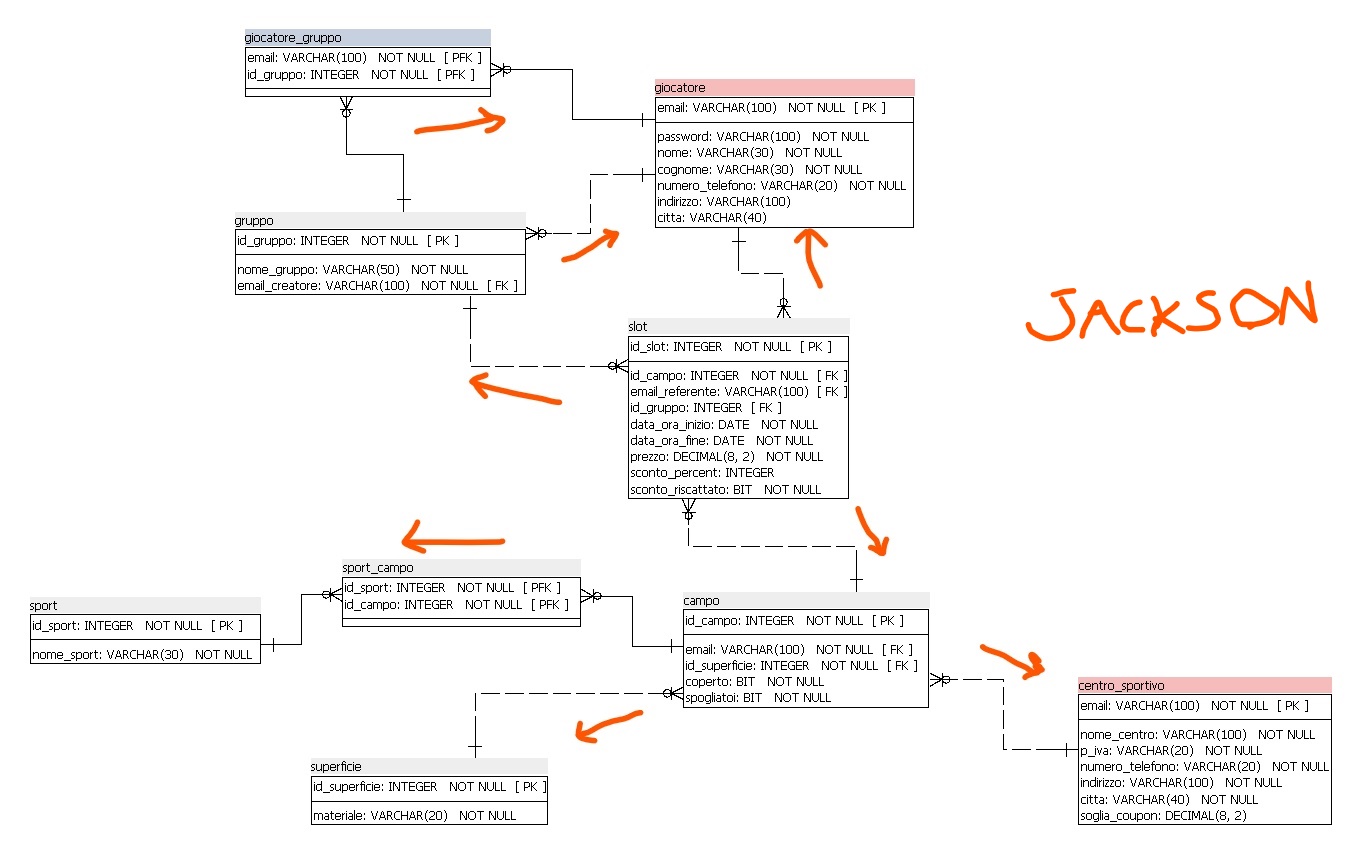 giocatore_gruppo
email: VARCHAR(100) NOT NULL [ PFK ]
id_gruppo: INTEGER NOT NULL [ PFK ]
giocatore
email: VARCHAR(100) NOT NULL [ PK ]
password: VARCHAR(100) NOT NULL
nome: VARCHAR(30) NOT NULL
cognome: VARCHAR(30) NOT NULL
numero_telefono: VARCHAR(20) NOT NULL
indirizzo: VARCHAR(100)
citta: VARCHAR(40)
gruppo
id_gruppo: INTEGER NOT NULL [ PK ]
nome_gruppo: VARCHAR(50) NOT NULL
email_creatore: VARCHAR(100) NOT NULL [ FK ]
JACKSON
slot
id_slot: INTEGER NOT NULL [ PK ]
id_campo: INTEGER NOT NULL [ FK ]
email_referente: VARCHAR(100) [ FK ]
id_gruppo: INTEGER [ FK ]
data_ora_inizio: DATE NOT NULL
data_ora_fine: DATE NOT NULL
prezzo: DECIMAL(8, 2) NOT NULL
sconto_percent: INTEGER
sconto_riscattato: BIT NOT NULL
sport_campo
id_sport: INTEGER NOT NULL [ PFK ]
id_campo: INTEGER NOT NULL [ PFK ]
sport
id_sport: INTEGER NOT NULL [ PK ]
nome_sport: VARCHAR(30) NOT NULL
campo
id_campo: INTEGER NOT NULL [ PK ]
email: VARCHAR(100) NOT NULL [ FK ]
id_superficie: INTEGER NOT NULL [ FK ]
coperto: BIT NOT NULL
spogliatoi: BIT NOT NULL
centro_sportivo
email: VARCHAR(100) NOT NULL [ PK ]
nome_centro: VARCHAR(100) NOT NULL
p_iva: VARCHAR(20) NOT NULL
numero_telefono: VARCHAR(20) NOT NULL
indirizzo: VARCHAR(100) NOT NULL
citta: VARCHAR(40) NOT NULL
soglia_coupon: DECIMAL(8, 2)
superficie
id_superficie: INTEGER NOT NULL [ PK ]
materiale: VARCHAR(20) NOT NULL